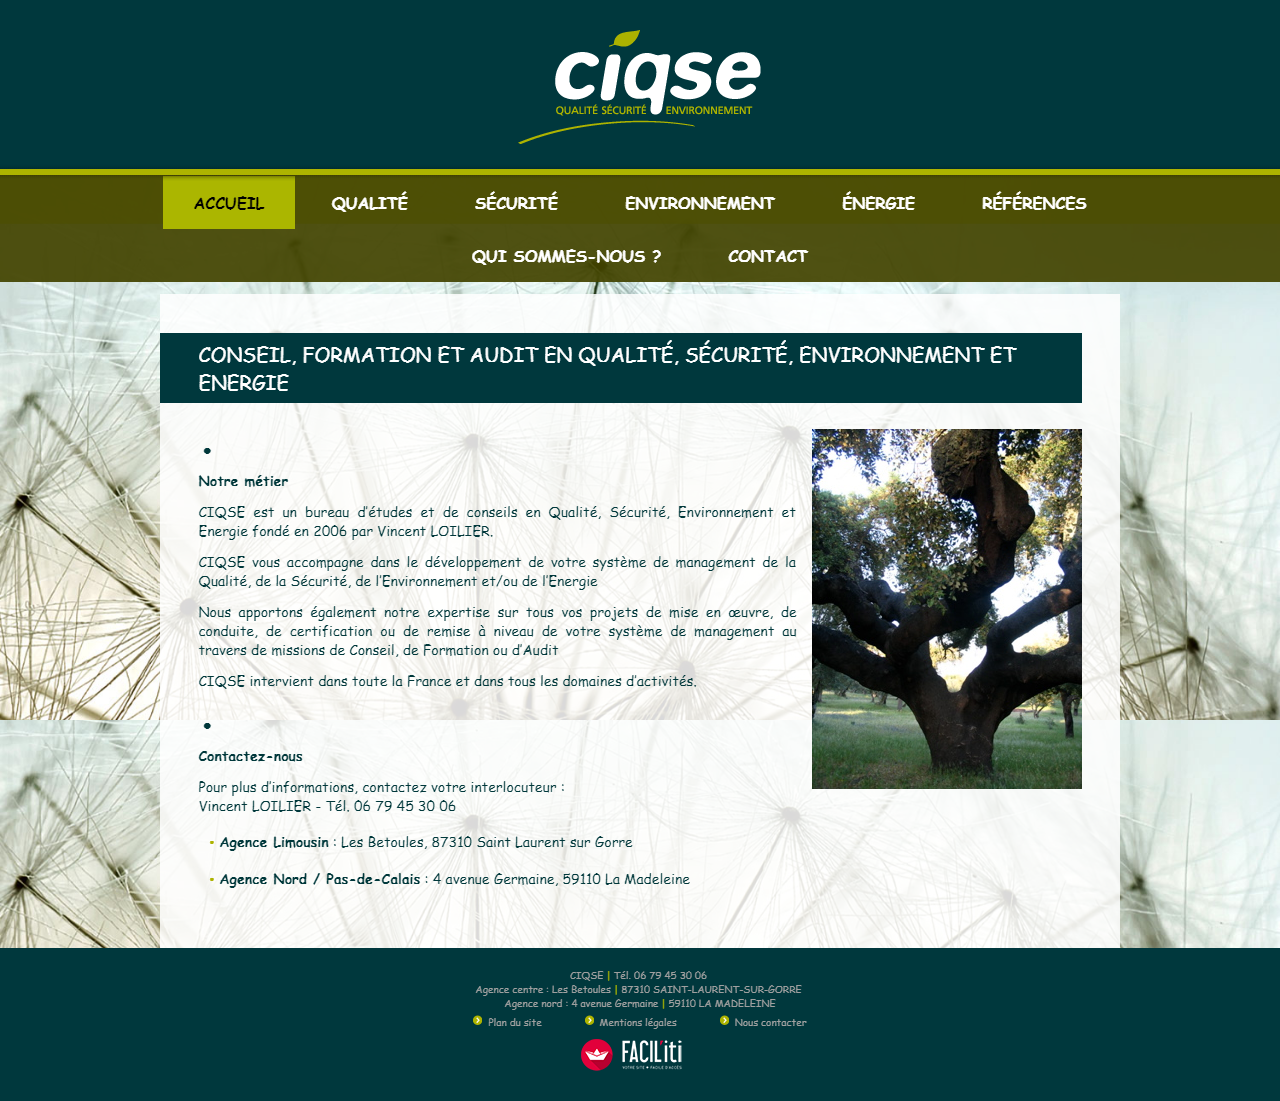 ciqse
QUALITÉ SÉCURITÉ ENVIRONNEMENT
ACCUEIL QUALITÉ SÉCURITÉ ENVIRONNEMENT ÉNERGIE RÉFÉRENCES
QUI SOMMES-NOUS ? CONTACT
CONSEIL, FORMATION ET AUDIT EN QUALITÉ, SÉCURITÉ, ENVIRONNEMENT ET
ENERGIE
Notre métier
CIQSE est un bureau d'études et de conseils en Qualité, Sécurité, Environnement et
Energie fondé en 2006 par Vincent LOILIER.
CIQSE vous accompagne dans le développement de votre système de management de la
Qualité, de la Sécurité, de l'Environnement et/ou de l'Energie
Nous apportons également notre expertise sur tous vos projets de mise en œuvre, de
conduite, de certification ou de remise à niveau de votre système de management au
travers de missions de Conseil, de Formation ou d'Audit
CIQSE intervient dans toute la France et dans tous les domaines d'activités.
Contactez-nous
Pour plus d'informations, contactez votre interlocuteur :
Vincent LOILIER - Tél. 06 79 45 30 06
Agence Limousin : Les Betoules, 87310 Saint Laurent sur Gorre
Agence Nord / Pas-de-Calais : 4 avenue Germaine, 59110 La Madeleine
CIQSE | Tél. 06 79 45 30 06
Agence centre : Les Betoules | 87310 SAINT-LAURENT-SUR-GORRE
Agence nord : 4 avenue Germaine | 59110 LA MADELEINE
Plan du site Mentions légales Nous contacter
FACIL'iti
VOTRE SITE + FACILE D'ACCÈS